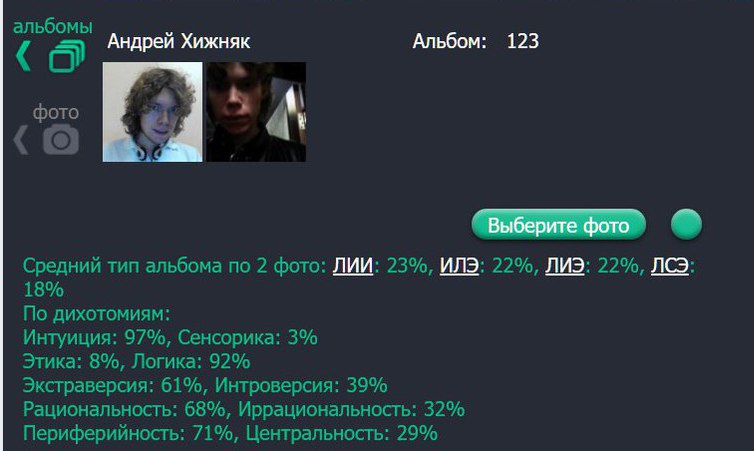 альбомы
Андрей Хижняк
Альбом: 123
фото
Выберите фото
Средний тип альбома по 2 фото: ЛИИ: 23%, ИЛЭ: 22%, ЛИЭ: 22%, ЛСЭ:
18%
По дихотомиям:
Интуиция: 97%, Сенсорика: 3%
Этика: 8%, Логика: 92%
Экстраверсия: 61%, Интроверсия: 39%
Рациональность: 68%, Иррациональность: 32%
Периферийность: 71%, Центральность: 29%